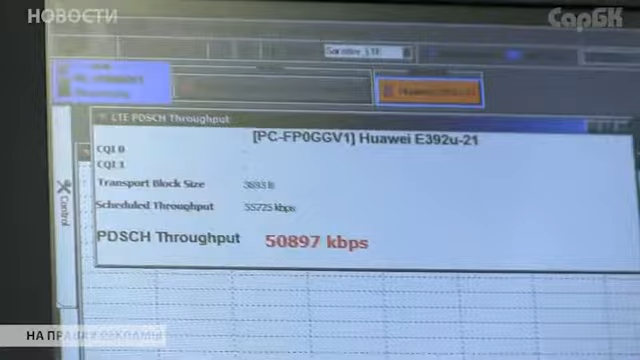 НОВОСТИ
СарБК
LTE PDSCH Throughput
[PC-FP0GGV1] Huawei E392u-21
CQI 0
CQI 1
Transport Block Size
Scheduled Throughput 55725 kbps
PDSCH Throughput 50897 kbps
Control
НА ПРАВАХ РЕКЛАМЫ